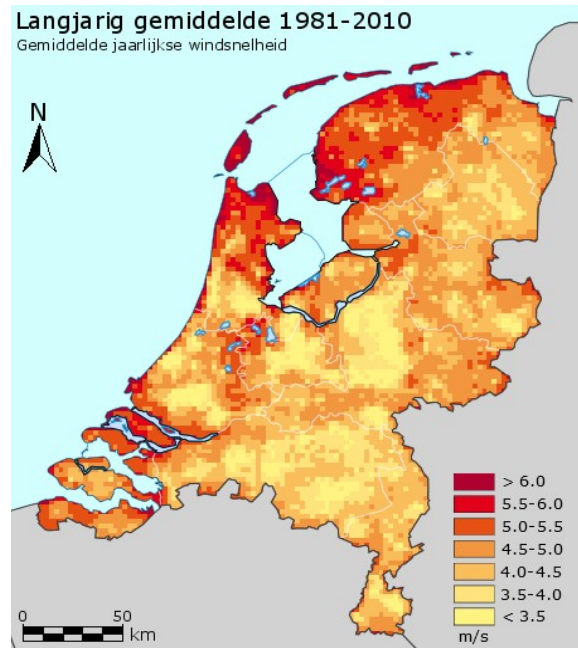 Langjarig gemiddelde 1981-2010
Gemiddelde jaarlijkse windsnelheid
N
> 6.0
5.5-6.0
5.0-5.5
4.5-5.0
4.0-4.5
3.5-4.0
< 3.5
m/s
0 50
km